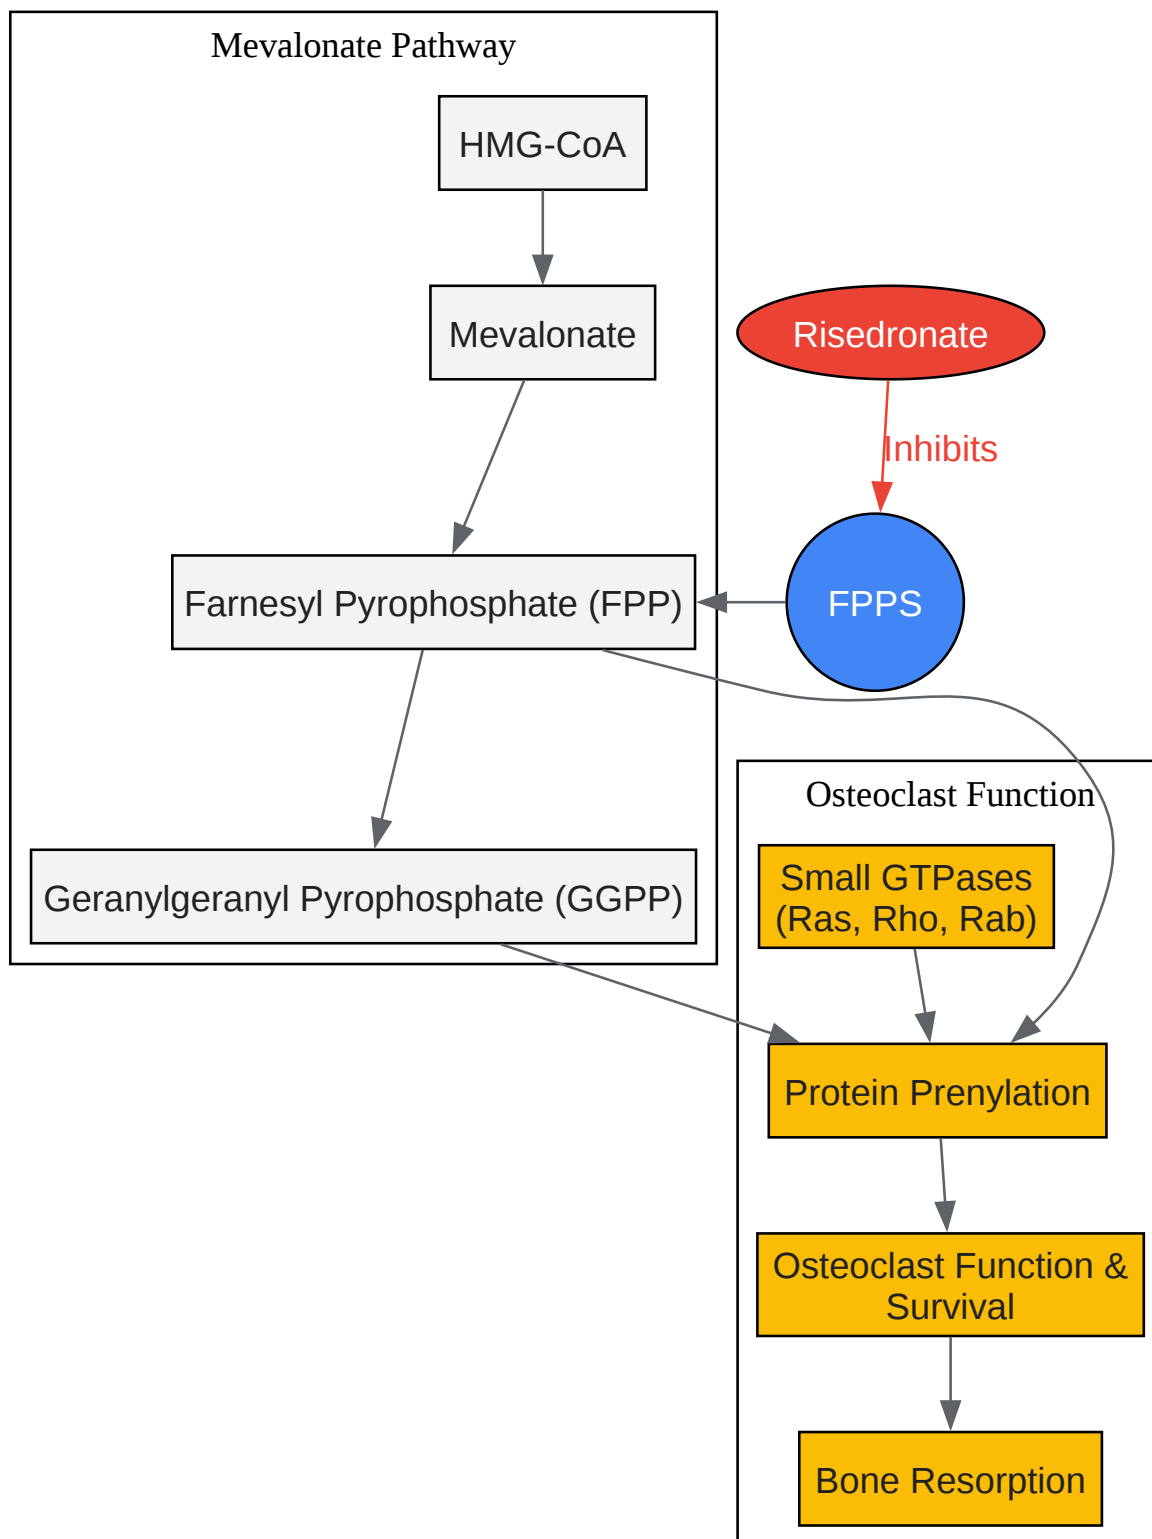 Mevalonate Pathway
HMG-CoA
Mevalonate
Risedronate
Inhibits
Farnesyl Pyrophosphate (FPP)
FPPS
Osteoclast Function
Small GTPases
(Ras, Rho, Rab)
Geranylgeranyl Pyrophosphate (GGPP)
Protein Prenylation
Osteoclast Function &
Survival
Bone Resorption